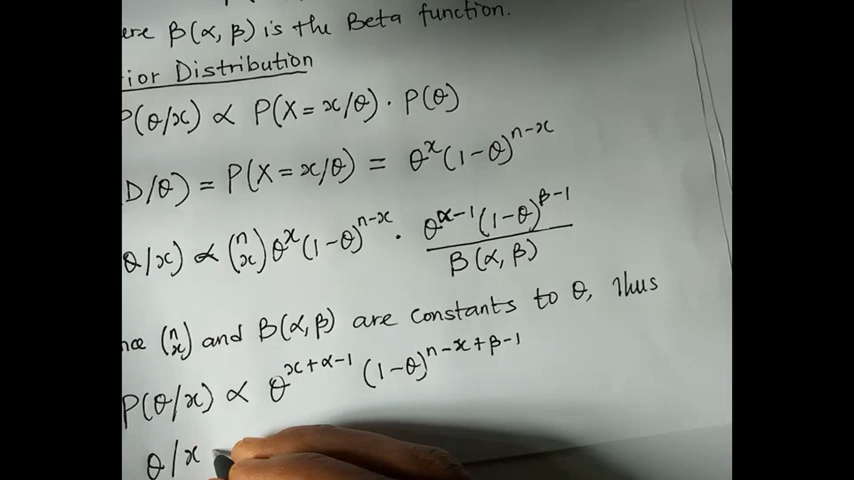 ere β(α, β) is the Beta function.
ior Distribution
P(θ/x) ∝ P(X = x/θ) · P(θ)
D/θ) = P(X = x/θ) = θ^x (1-θ)^{n-x}
θ/x) ∝ (n x) θ^x (1-θ)^{n-x} · θ^{α-1} (1-θ)^{β-1} / β(α, β)
nce (n x) and β(α, β) are constants to θ, Thus
P(θ/x) ∝ θ^{x+α-1} (1-θ)^{n-x+β-1}
θ/x